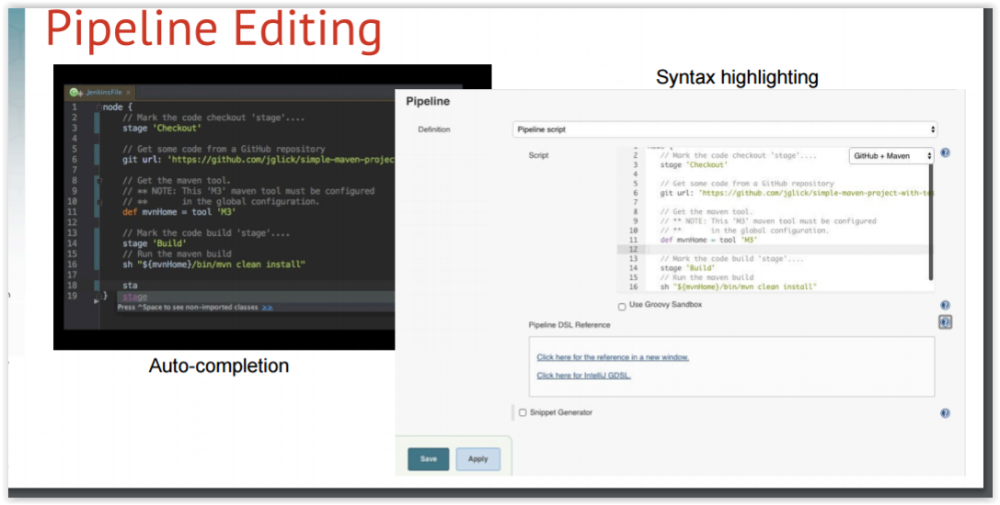 Pipeline Editing
JenkinsFile ×
1 node {
2 // Mark the code checkout 'stage'....
3 stage 'Checkout'
4
5 // Get some code from a GitHub repository
6 git url: 'https://github.com/jglick/simple-maven-projec
7
8 // Get the maven tool.
9 // ** NOTE: This 'M3' maven tool must be configured
10 // ** in the global configuration.
11 def mvnHome = tool 'M3'
12
13 // Mark the code build 'stage'....
14 stage 'Build'
15 // Run the maven build
16 sh "${mvnHome}/bin/mvn clean install"
17
18 sta
19 }
stage
Press ^Space to see non-imported classes >>
Auto-completion
Syntax highlighting
Pipeline
Definition
Pipeline script
Script
GitHub + Maven
2 // Mark the code checkout 'stage'....
3 stage 'Checkout'
4
5 // Get some code from a GitHub repository
6 git url: 'https://github.com/jglick/simple-maven-project-with-tes
7
8 // Get the maven tool.
9 // ** NOTE: This 'M3' maven tool must be configured
10 // ** in the global configuration.
11 def mvnHome = tool 'M3'
12
13 // Mark the code build 'stage'....
14 stage 'Build'
15 // Run the maven build
16 sh "${mvnHome}/bin/mvn clean install"
Use Groovy Sandbox
Pipeline DSL Reference
Click here for the reference in a new window.
Click here for IntelliJ GDSL.
Snippet Generator
Save
Apply